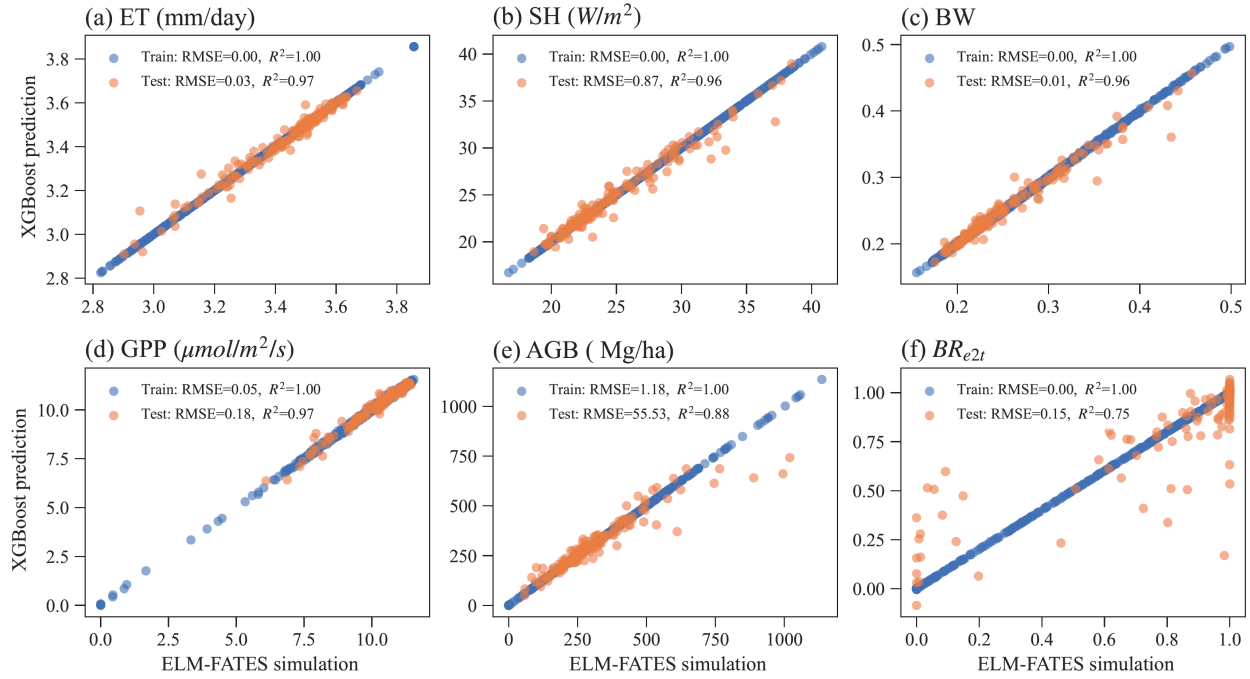 (a) ET (mm/day)
XGBoost prediction
3.8
3.6
3.4
3.2
3.0
2.8
Train: RMSE=0.00, R²=1.00
Test: RMSE=0.03, R²=0.97
2.8 3.0 3.2 3.4 3.6 3.8
(b) SH (W/m²)
40
35
30
25
20
Train: RMSE=0.00, R²=1.00
Test: RMSE=0.87, R²=0.96
20 25 30 35 40
(c) BW
0.5
0.4
0.3
0.2
Train: RMSE=0.00, R²=1.00
Test: RMSE=0.01, R²=0.96
0.2 0.3 0.4 0.5
(d) GPP (μmol/m²/s)
XGBoost prediction
10.0
7.5
5.0
2.5
0.0
Train: RMSE=0.05, R²=1.00
Test: RMSE=0.18, R²=0.97
0.0 2.5 5.0 7.5 10.0
ELM-FATES simulation
(e) AGB ( Mg/ha)
1000
750
500
250
0
Train: RMSE=1.18, R²=1.00
Test: RMSE=55.53, R²=0.88
0 250 500 750 1000
ELM-FATES simulation
(f) BRₑ₂ₜ
1.00
0.75
0.50
0.25
0.00
Train: RMSE=0.00, R²=1.00
Test: RMSE=0.15, R²=0.75
0.0 0.2 0.4 0.6 0.8 1.0
ELM-FATES simulation